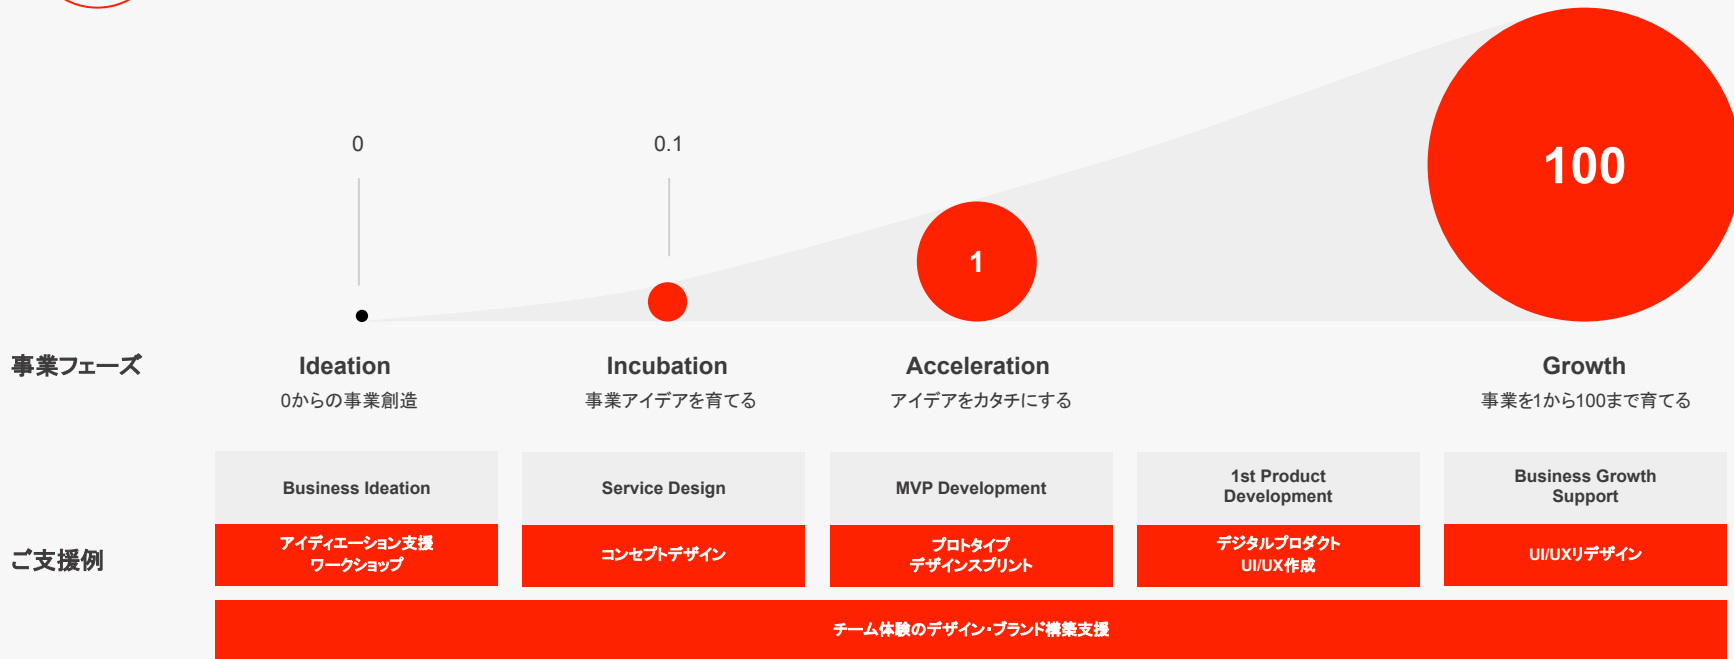 0
0.1
1
100
事業フェーズ
Ideation
Incubation
Acceleration
Growth
0からの事業創造
事業アイデアを育てる
アイデアをカタチにする
事業を1から100まで育てる
ご支援例
Business Ideation
Service Design
MVP Development
1st Product
Development
Business Growth
Support
アイディエーション支援
ワークショップ
コンセプトデザイン
プロトタイプ
デザインスプリント
デジタルプロダクト
UI/UX作成
UI/UXリデザイン
チーム体験のデザイン・ブランド構築支援